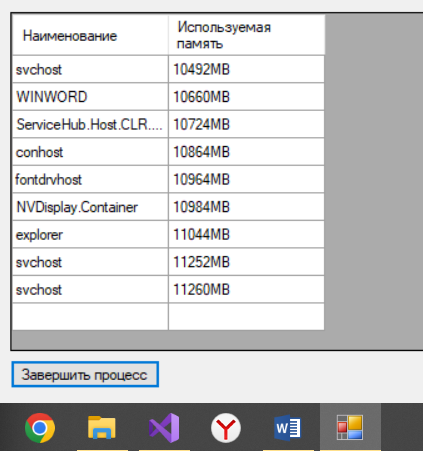 Наименование Используемая память
svchost 10492MB
WINWORD 10660MB
ServiceHub.Host.CLR.... 10724MB
conhost 10864MB
fontdrvhost 10964MB
NVDisplay.Container 10984MB
explorer 11044MB
svchost 11252MB
svchost 11260MB
Завершить процесс